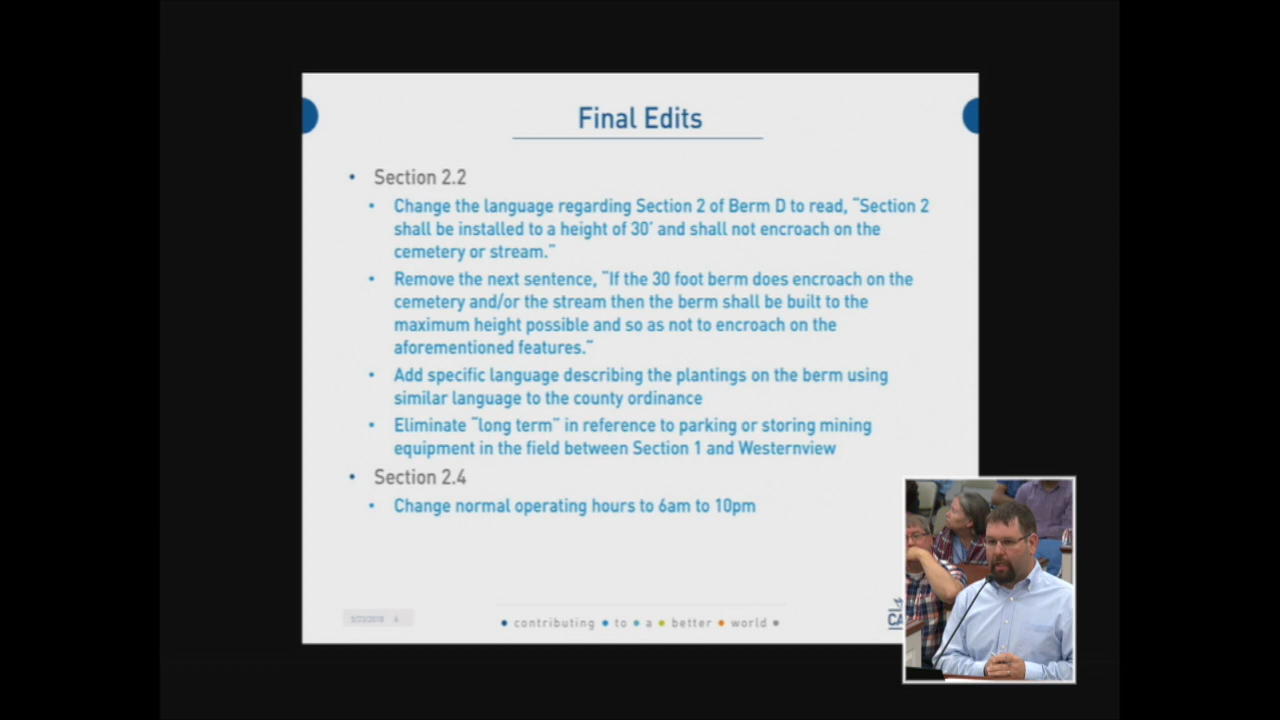 Final Edits
• Section 2.2
• Change the language regarding Section 2 of Berm D to read, “Section 2
shall be installed to a height of 30’ and shall not encroach on the
cemetery or stream.”
• Remove the next sentence, “If the 30 foot berm does encroach on the
cemetery and/or the stream then the berm shall be built to the
maximum height possible and so as not to encroach on the
aforementioned features.”
• Add specific language describing the plantings on the berm using
similar language to the county ordinance
• Eliminate “long term” in reference to parking or storing mining
equipment in the field between Section 1 and Westernview
• Section 2.4
• Change normal operating hours to 6am to 10pm
5/23/2018
• contributing • to • a • better • world •
CA